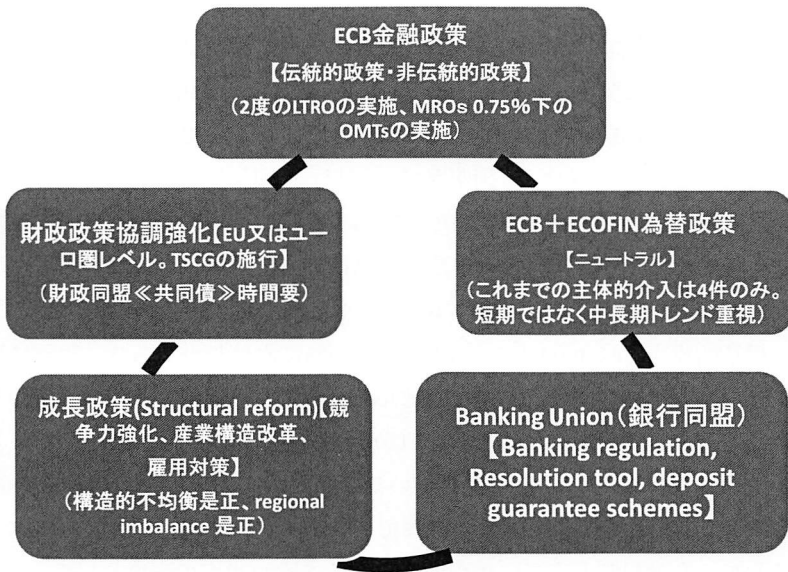 ECB金融政策
【伝統的政策・非伝統的政策】
（2度のLTROの実施、MROs 0.75%下の
OMTsの実施）
財政政策協調強化【EU又はユー
ロ圏レベル。TSCGの施行】
（財政同盟≪共同債≫時間要）
ECB＋ECOFIN為替政策
【ニュートラル】
（これまでの主体的介入は4件のみ。
短期ではなく中長期トレンド重視）
成長政策(Structural reform)【競
争力強化、産業構造改革、
雇用対策】
（構造的不均衡是正、regional
imbalance 是正）
Banking Union（銀行同盟）
【Banking regulation,
Resolution tool, deposit
guarantee schemes】